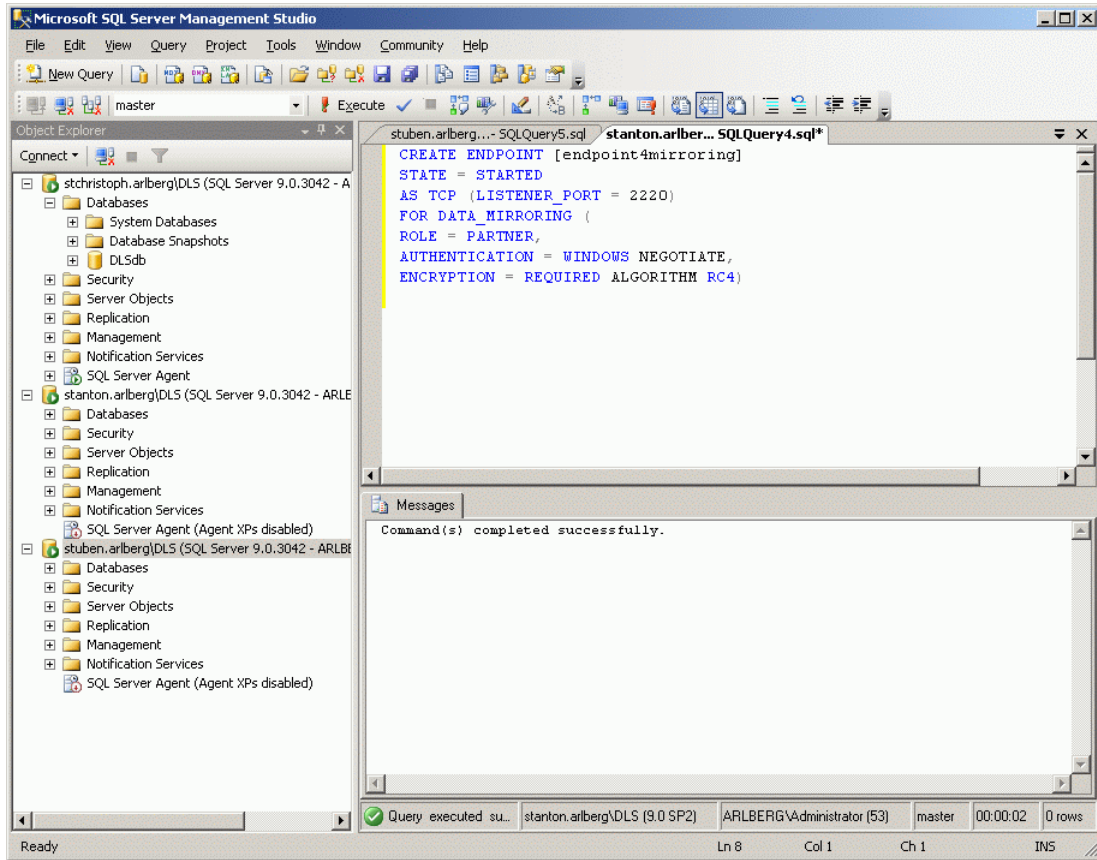 Microsoft SQL Server Management Studio
File Edit View Query Project Tools Window Community Help
New Query
master Execute
Object Explorer
stuben.arlberg...- SQLQuery5.sql stanton.arlber... SQLQuery4.sql*
Connect
stchristoph.arlberg\DLS (SQL Server 9.0.3042 - A
Databases
System Databases
Database Snapshots
DLSdb
Security
Server Objects
Replication
Management
Notification Services
SQL Server Agent
stanton.arlberg\DLS (SQL Server 9.0.3042 - ARLE
Databases
Security
Server Objects
Replication
Management
Notification Services
SQL Server Agent (Agent XPs disabled)
stuben.arlberg\DLS (SQL Server 9.0.3042 - ARLBE
Databases
Security
Server Objects
Replication
Management
Notification Services
SQL Server Agent (Agent XPs disabled)
CREATE ENDPOINT [endpoint4mirroring]
STATE = STARTED
AS TCP (LISTENER_PORT = 2220)
FOR DATA_MIRRORING (
ROLE = PARTNER,
AUTHENTICATION = WINDOWS NEGOTIATE,
ENCRYPTION = REQUIRED ALGORITHM RC4)
Messages
Command(s) completed successfully.
Query executed su... stanton.arlberg\DLS (9.0 SP2) ARLBERG\Administrator (53) master 00:00:02 0 rows
Ready Ln 8 Col 1 Ch 1 INS